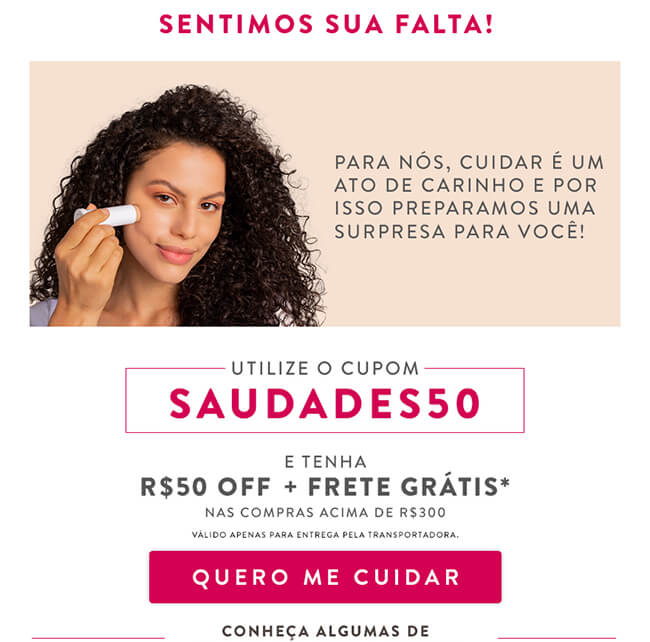 SENTIMOS SUA FALTA!
PARA NÓS, CUIDAR É UM
ATO DE CARINHO E POR
ISSO PREPARAMOS UMA
SURPRESA PARA VOCÊ!
UTILIZE O CUPOM
SAUDADES50
E TENHA
R$50 OFF + FRETE GRÁTIS*
NAS COMPRAS ACIMA DE R$300
VÁLIDO APENAS PARA ENTREGA PELA TRANSPORTADORA.
QUERO ME CUIDAR
CONHEÇA ALGUMAS DE